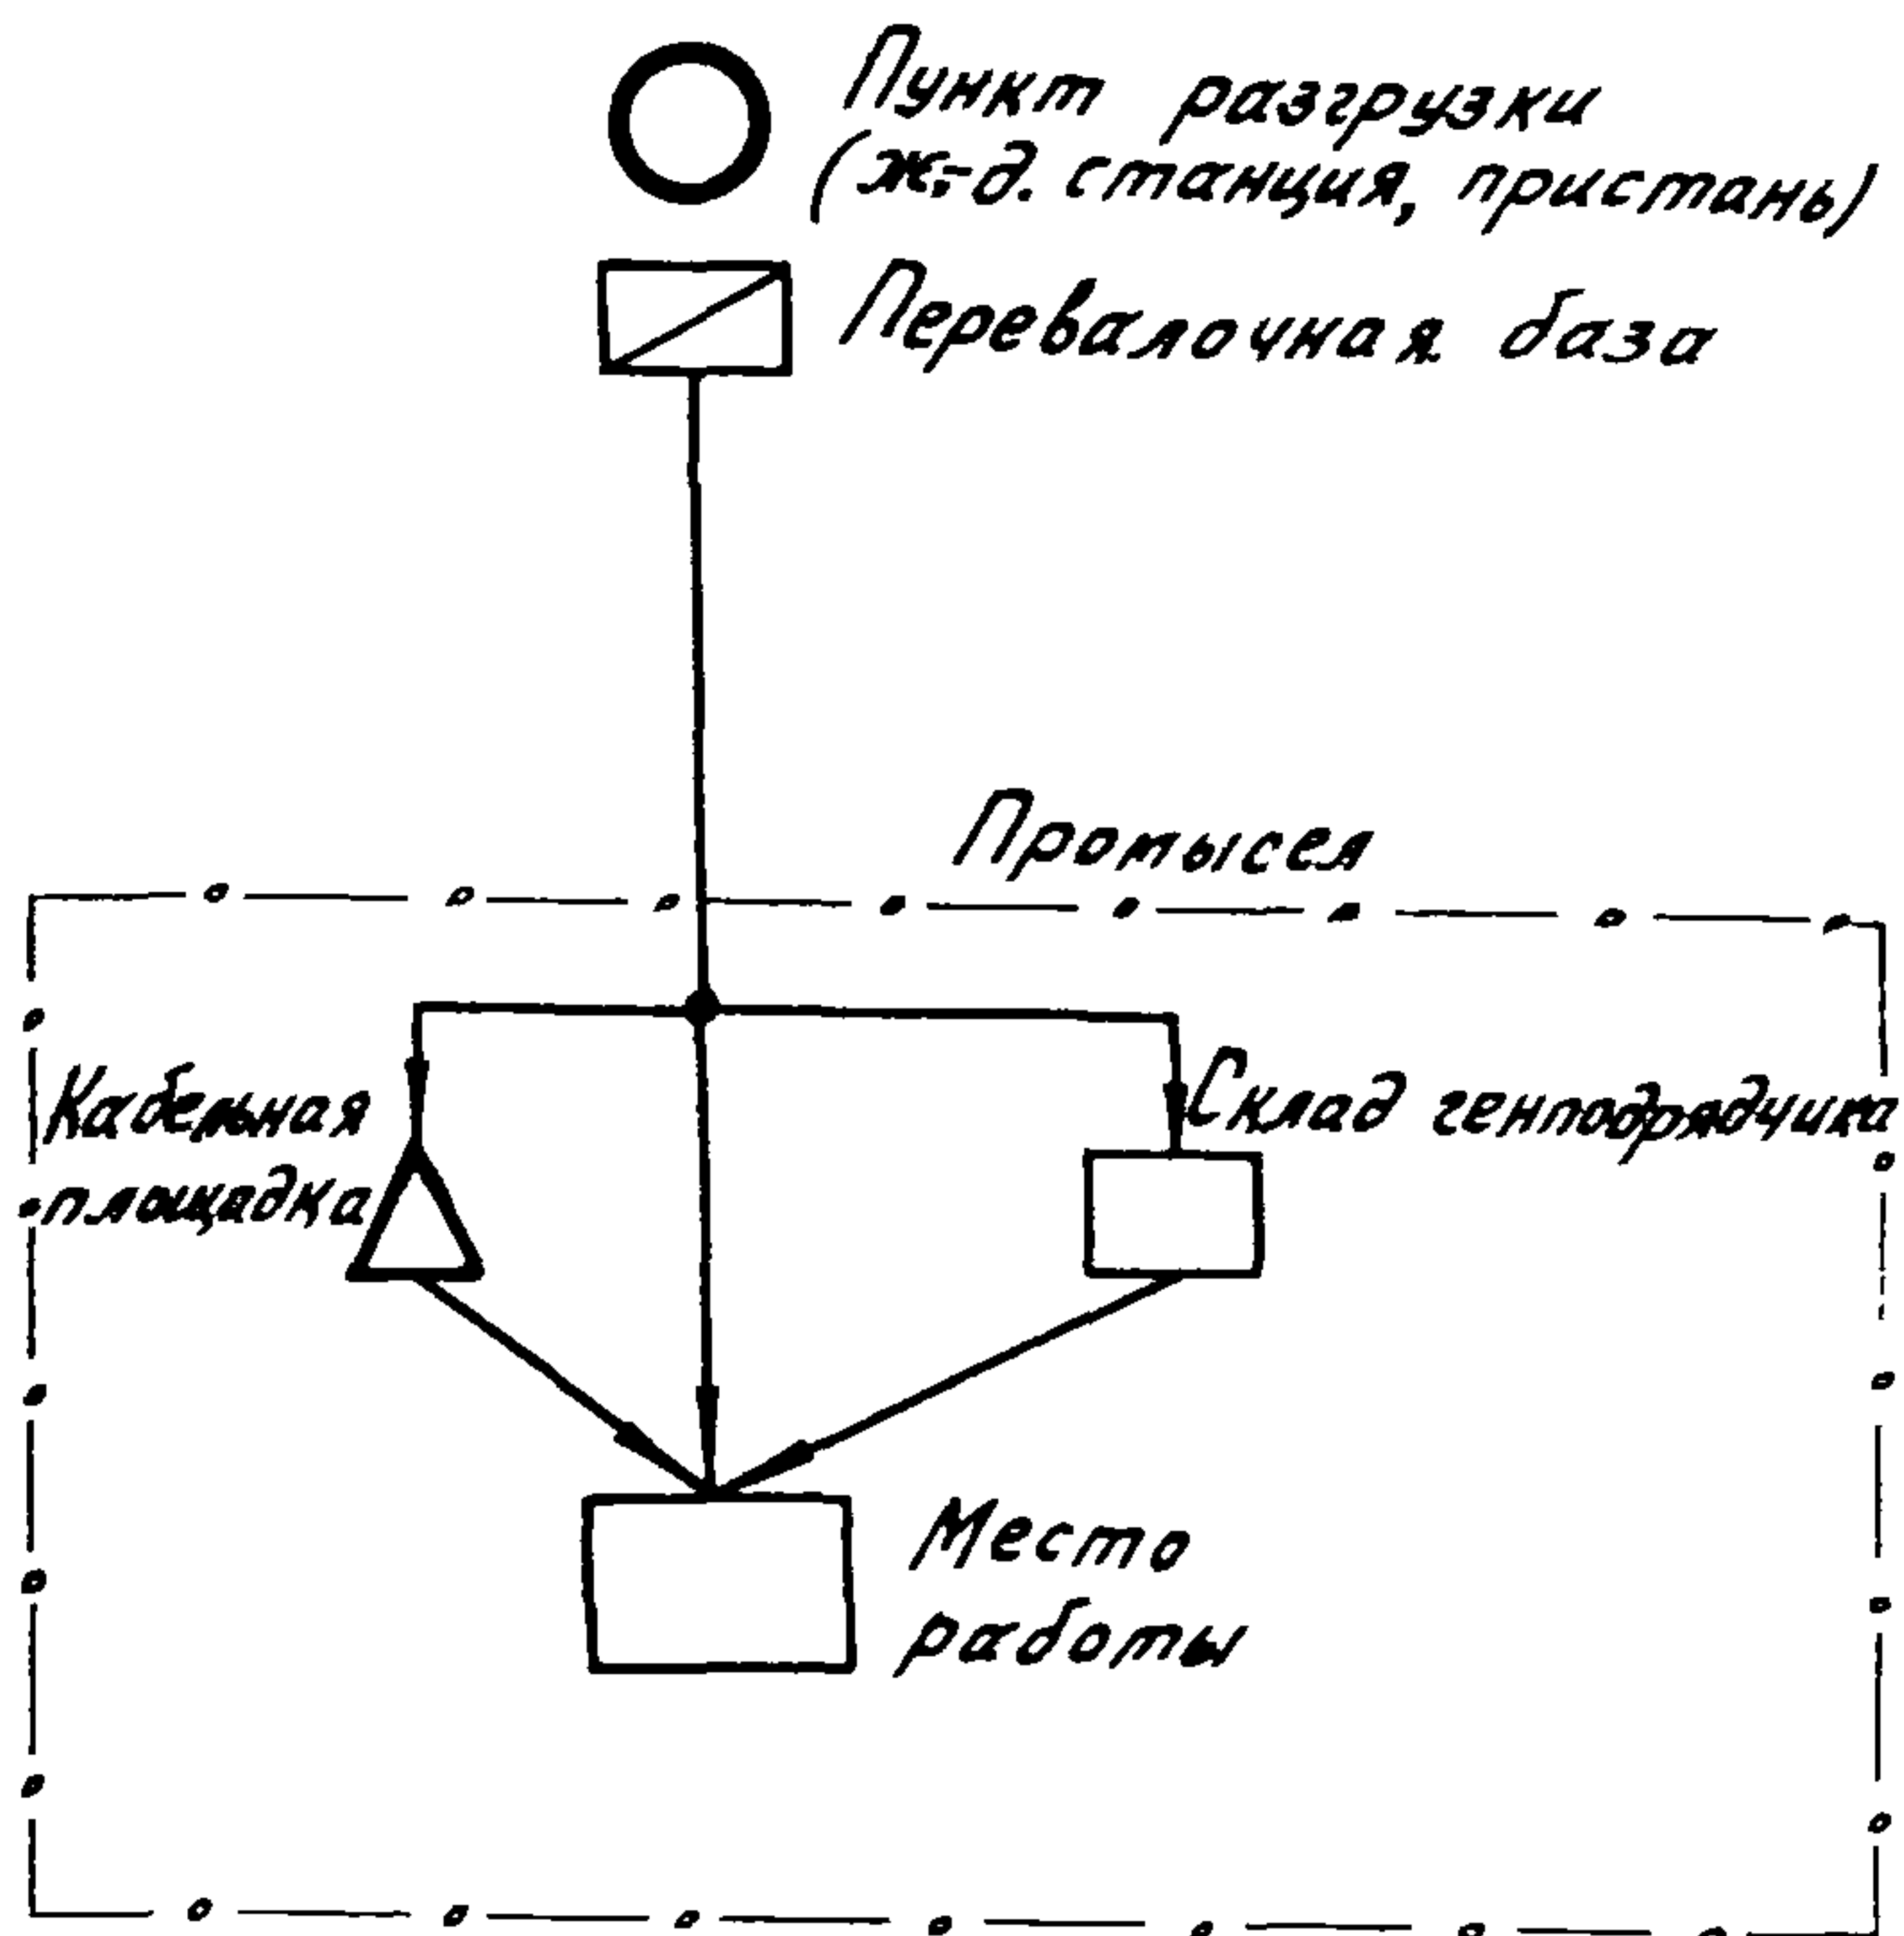 Пункт разгрузки
(ж.-д. станция, пристань)
Перевалочная база
Промысел
Кабельная
площадка
Склад генподрядчика
Место
работы